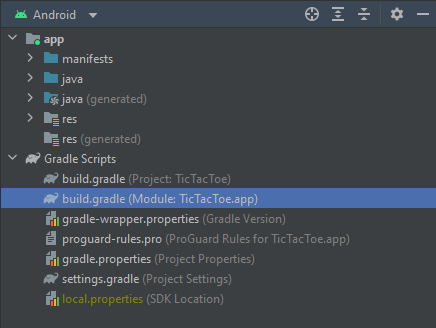 Android
app
manifests
java
java (generated)
res
res (generated)
Gradle Scripts
build.gradle (Project: TicTacToe)
build.gradle (Module: TicTacToe.app)
gradle-wrapper.properties (Gradle Version)
proguard-rules.pro (ProGuard Rules for TicTacToe.app)
gradle.properties (Project Properties)
settings.gradle (Project Settings)
local.properties (SDK Location)